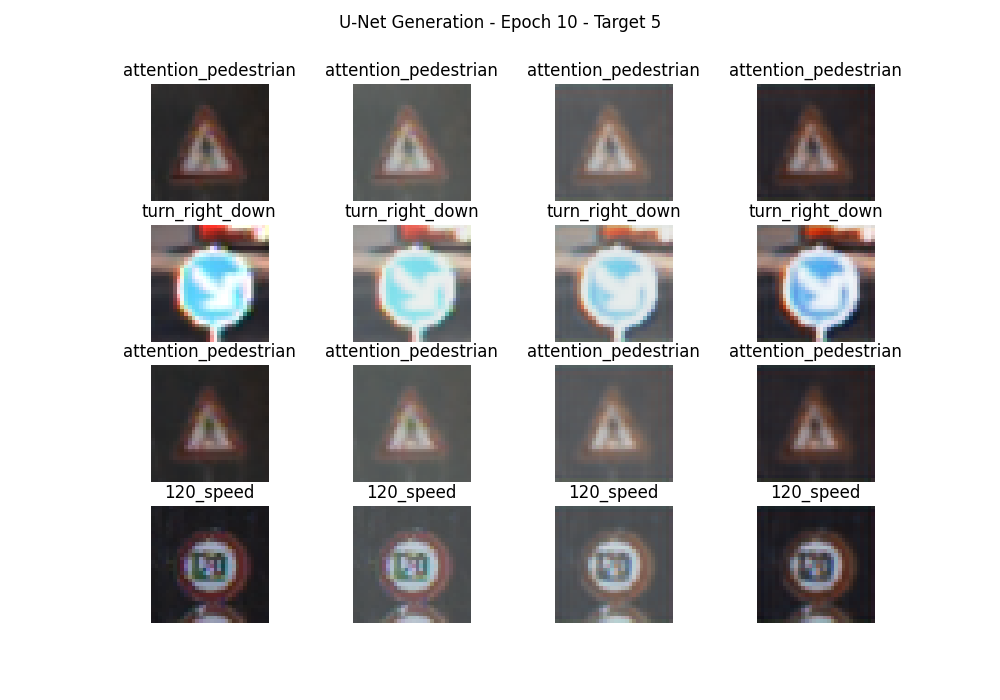 U-Net Generation - Epoch 10 - Target 5
attention_pedestrian attention_pedestrian attention_pedestrian attention_pedestrian
turn_right_down turn_right_down turn_right_down turn_right_down
attention_pedestrian attention_pedestrian attention_pedestrian attention_pedestrian
120_speed 120_speed 120_speed 120_speed